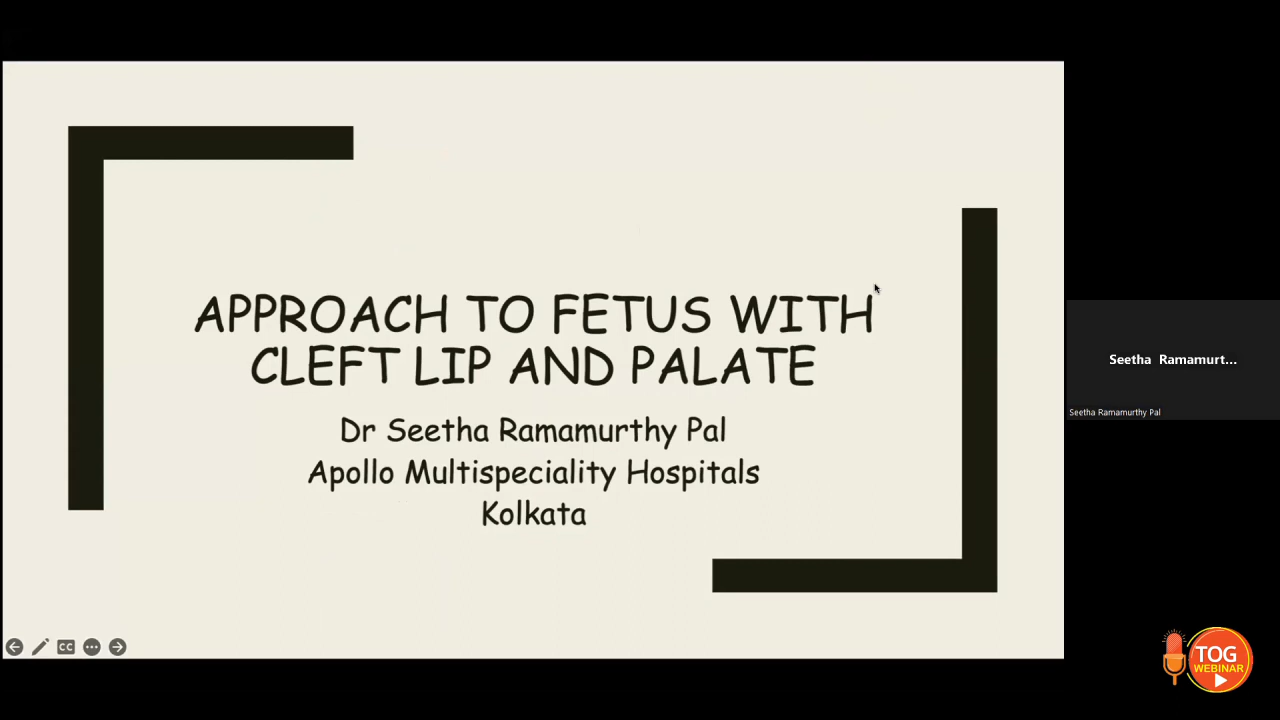 APPROACH TO FETUS WITH
CLEFT LIP AND PALATE
Dr Seetha Ramamurthy Pal
Apollo Multispeciality Hospitals
Kolkata
CC
Seetha Ramamurt...
Seetha Ramamurthy Pal
TOG
WEBINAR